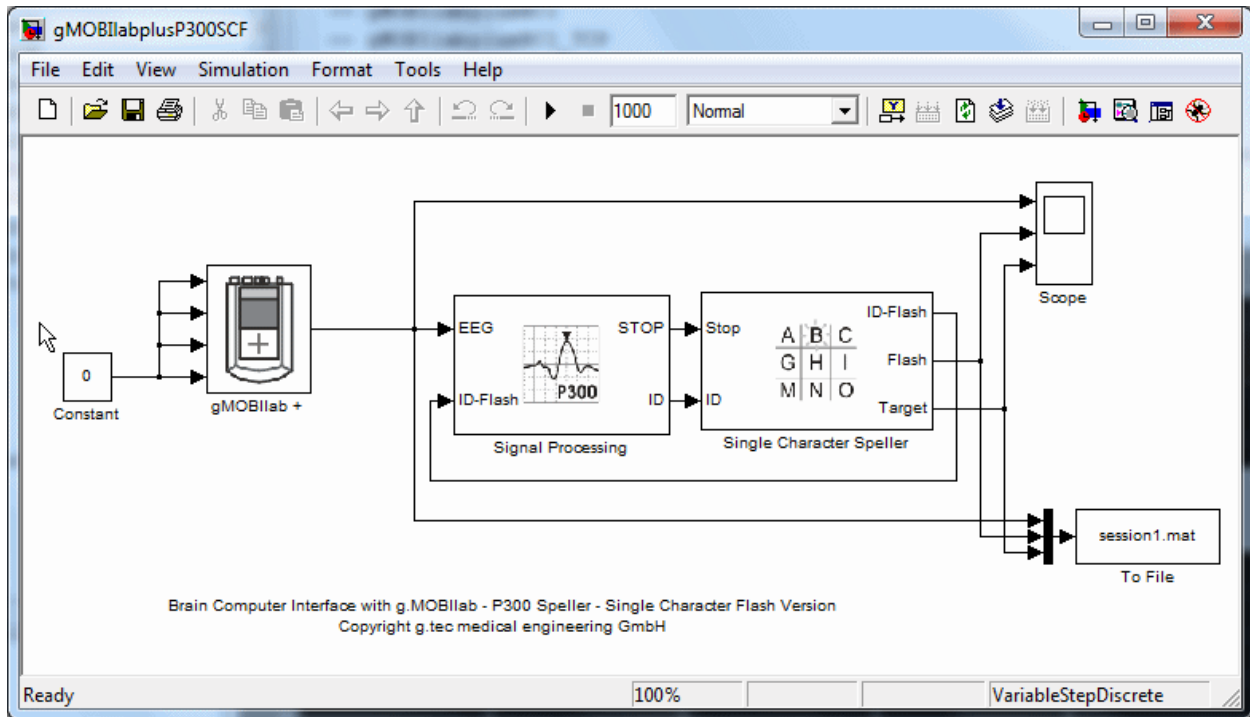 gMOBIlabplusP300SCF
File Edit View Simulation Format Tools Help
1000 Normal
Scope
ID-Flash
EEG STOP Stop A B C
0 G H I Flash
P300 M N O
ID-Flash ID ID Target
Constant gMOBIlab +
Signal Processing Single Character Speller
session1.mat
To File
Brain Computer Interface with g.MOBIlab - P300 Speller - Single Character Flash Version
Copyright g.tec medical engineering GmbH
Ready 100% VariableStepDiscrete